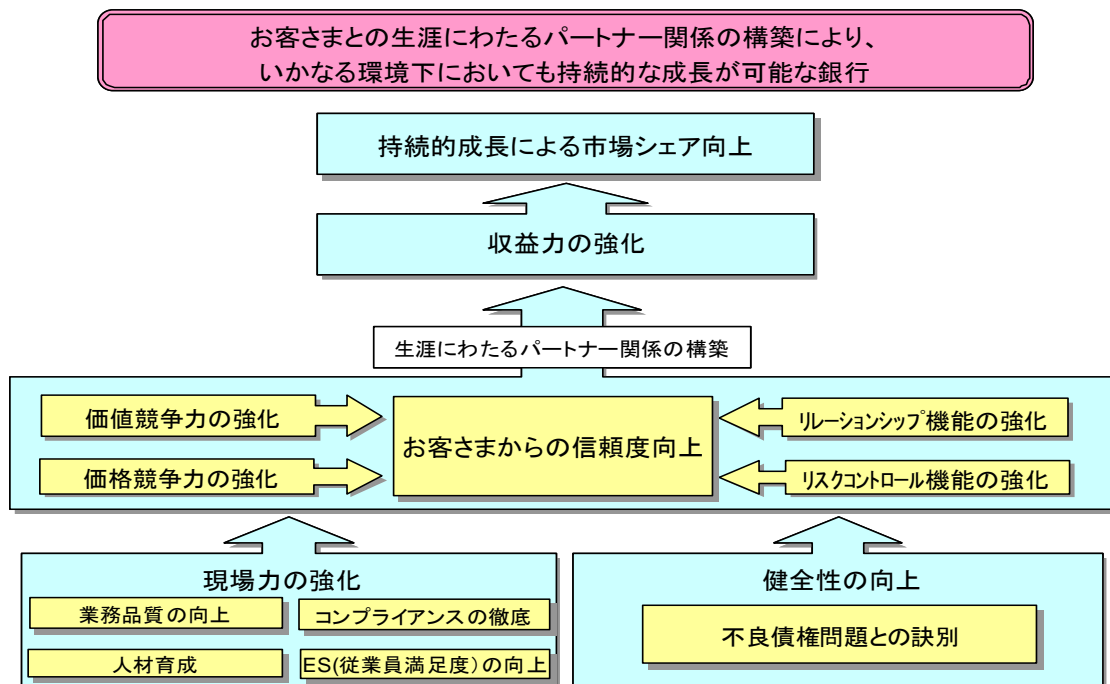 お客さまとの生涯にわたるパートナー関係の構築により、
いかなる環境下においても持続的な成長が可能な銀行
持続的成長による市場シェア向上
収益力の強化
生涯にわたるパートナー関係の構築
価値競争力の強化
価格競争力の強化
お客さまからの信頼度向上
リレーションシップ機能の強化
リスクコントロール機能の強化
現場力の強化
業務品質の向上
コンプライアンスの徹底
人材育成
ES(従業員満足度)の向上
健全性の向上
不良債権問題との訣別